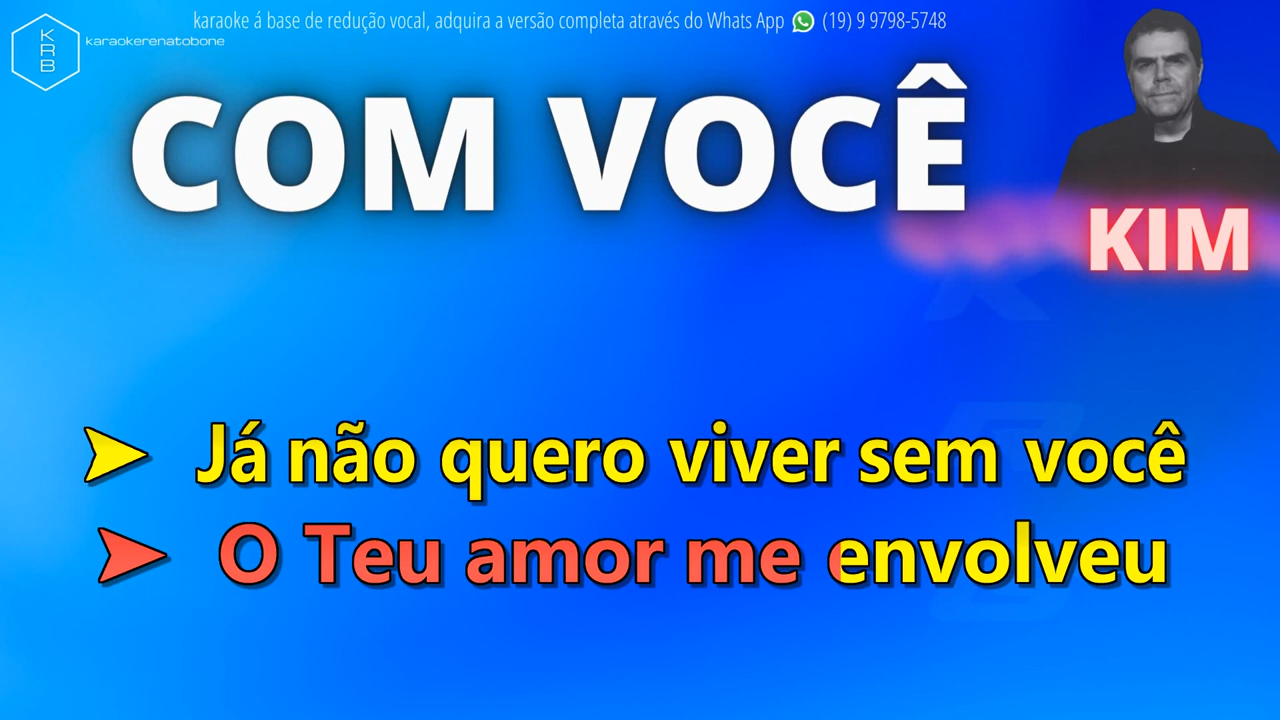 karaoke á base de redução vocal, adquira a versão completa através do Whats App (19) 9 9798-5748
KRB
karaokerenatobone
COM VOCÊ
KIM
Já não quero viver sem você
O Teu amor me envolveu